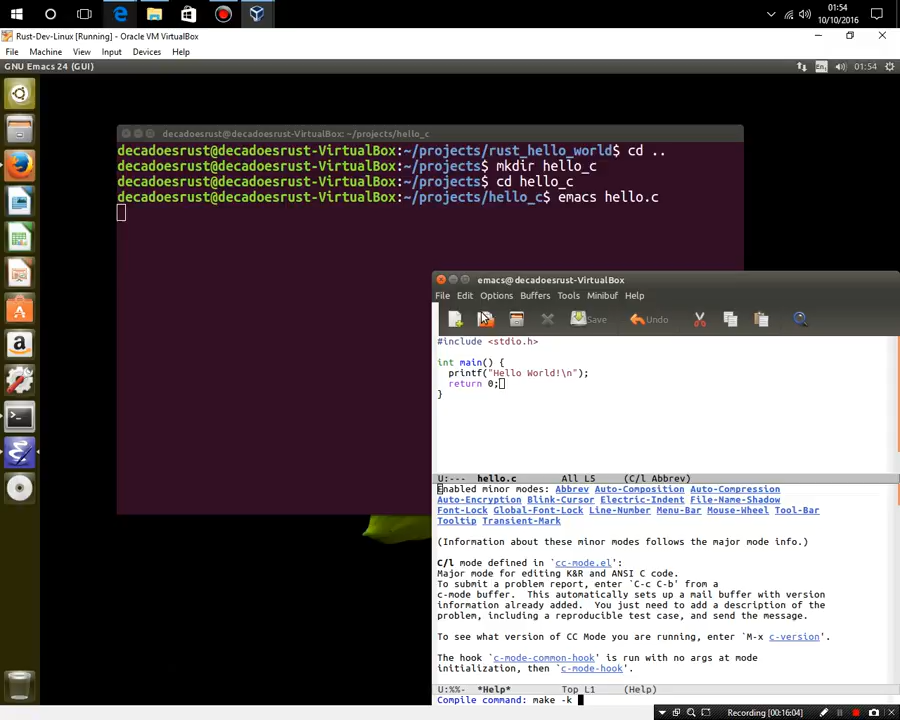 01:54
10/10/2016
Rust-Dev-Linux [Running] - Oracle VM VirtualBox
File Machine View Input Devices Help
GNU Emacs 24 (GUI)
En
01:54
decadoesrust@decadoesrust-VirtualBox: ~/projects/hello_c
decadoesrust@decadoesrust-VirtualBox:~/projects/rust_hello_world$ cd ..
decadoesrust@decadoesrust-VirtualBox:~/projects$ mkdir hello_c
decadoesrust@decadoesrust-VirtualBox:~/projects$ cd hello_c
decadoesrust@decadoesrust-VirtualBox:~/projects/hello_c$ emacs hello.c
emacs@decadoesrust-VirtualBox
File Edit Options Buffers Tools Minibuf Help
Save Undo
#include <stdio.h>
int main() {
printf("Hello World!\n");
return 0;
}
U:--- hello.c All L5 (C/l Abbrev)
Enabled minor modes: Abbrev Auto-Composition Auto-Compression
Auto-Encryption Blink-Cursor Electric-Indent File-Name-Shadow
Font-Lock Global-Font-Lock Line-Number Menu-Bar Mouse-Wheel Tool-Bar
Tooltip Transient-Mark
(Information about these minor modes follows the major mode info.)
C/l mode defined in `cc-mode.el':
Major mode for editing K&R and ANSI C code.
To submit a problem report, enter `C-c C-b' from a
c-mode buffer. This automatically sets up a mail buffer with version
information already added. You just need to add a description of the
problem, including a reproducible test case, and send the message.
To see what version of CC Mode you are running, enter `M-x c-version'.
The hook `c-mode-common-hook' is run with no args at mode
initialization, then `c-mode-hook'.
U:%%- *Help* Top L1 (Help)
Compile command: make -k
Recording [00:16:04]